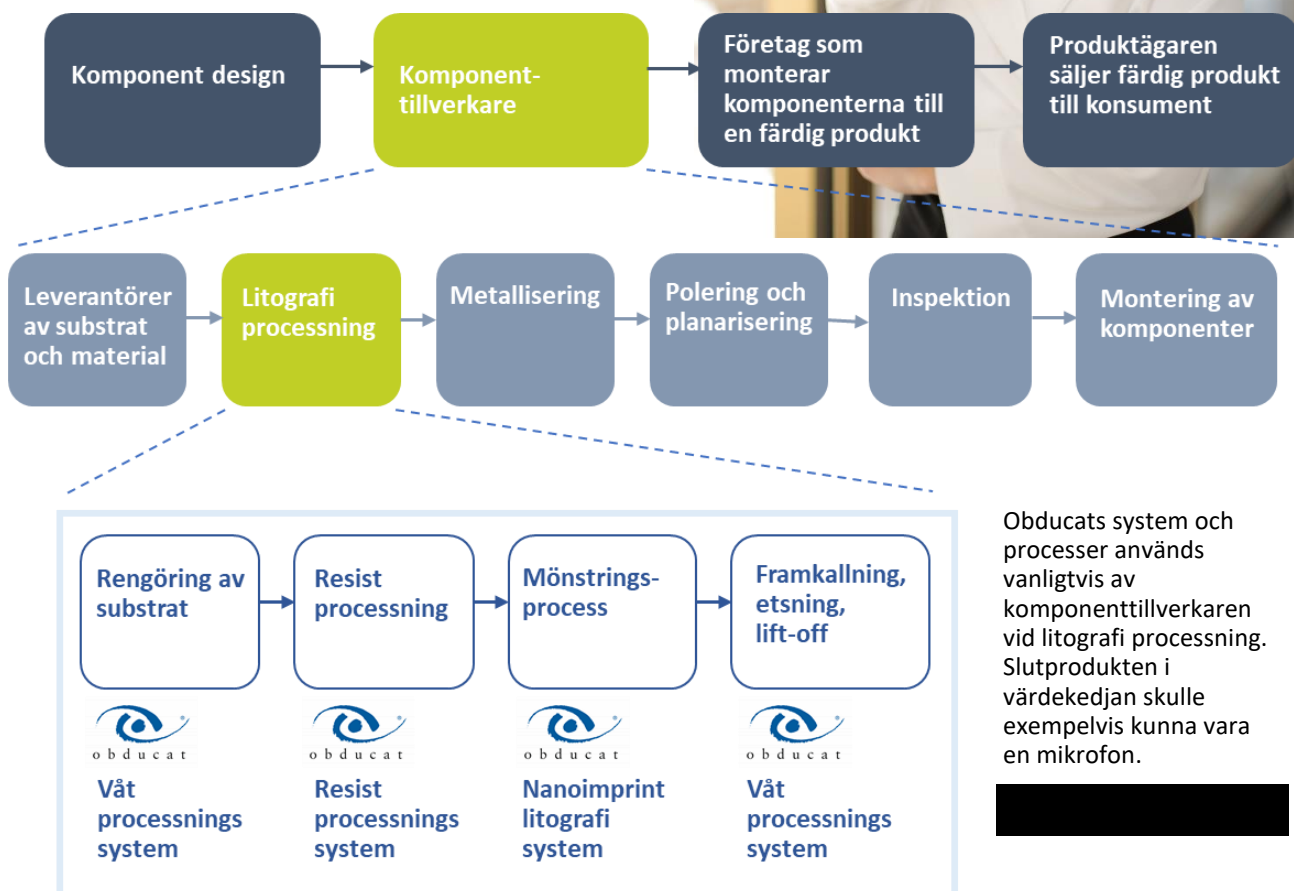 Komponent design
Komponent-
tillverkare
Företag som
monterar
komponenterna till
en färdig produkt
Produktägaren
säljer färdig produkt
till konsument
Leverantörer
av substrat
och material
Litografi
processning
Metallisering
Polering och
planarisering
Inspektion
Montering av
komponenter
Rengöring av
substrat
Resist
processning
Mönstrings-
process
Framkallning,
etsning,
lift-off
obducat
Våt
processnings
system
obducat
Resist
processnings
system
obducat
Nanoimprint
litografi
system
obducat
Våt
processnings
system
Obducats system och
processer används
vanligtvis av
komponenttillverkaren
vid litografi processning.
Slutprodukten i
värdekedjan skulle
exempelvis kunna vara
en mikrofon.